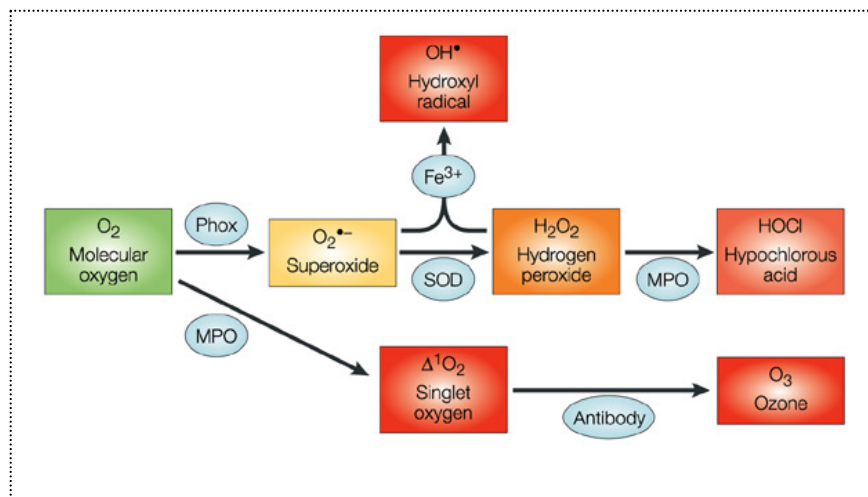 OH•
Hydroxyl
radical
Fe³⁺
O₂
Molecular
oxygen
Phox
O₂•−
Superoxide
SOD
H₂O₂
Hydrogen
peroxide
MPO
HOCl
Hypochlorous
acid
MPO
Δ¹O₂
Singlet
oxygen
Antibody
O₃
Ozone